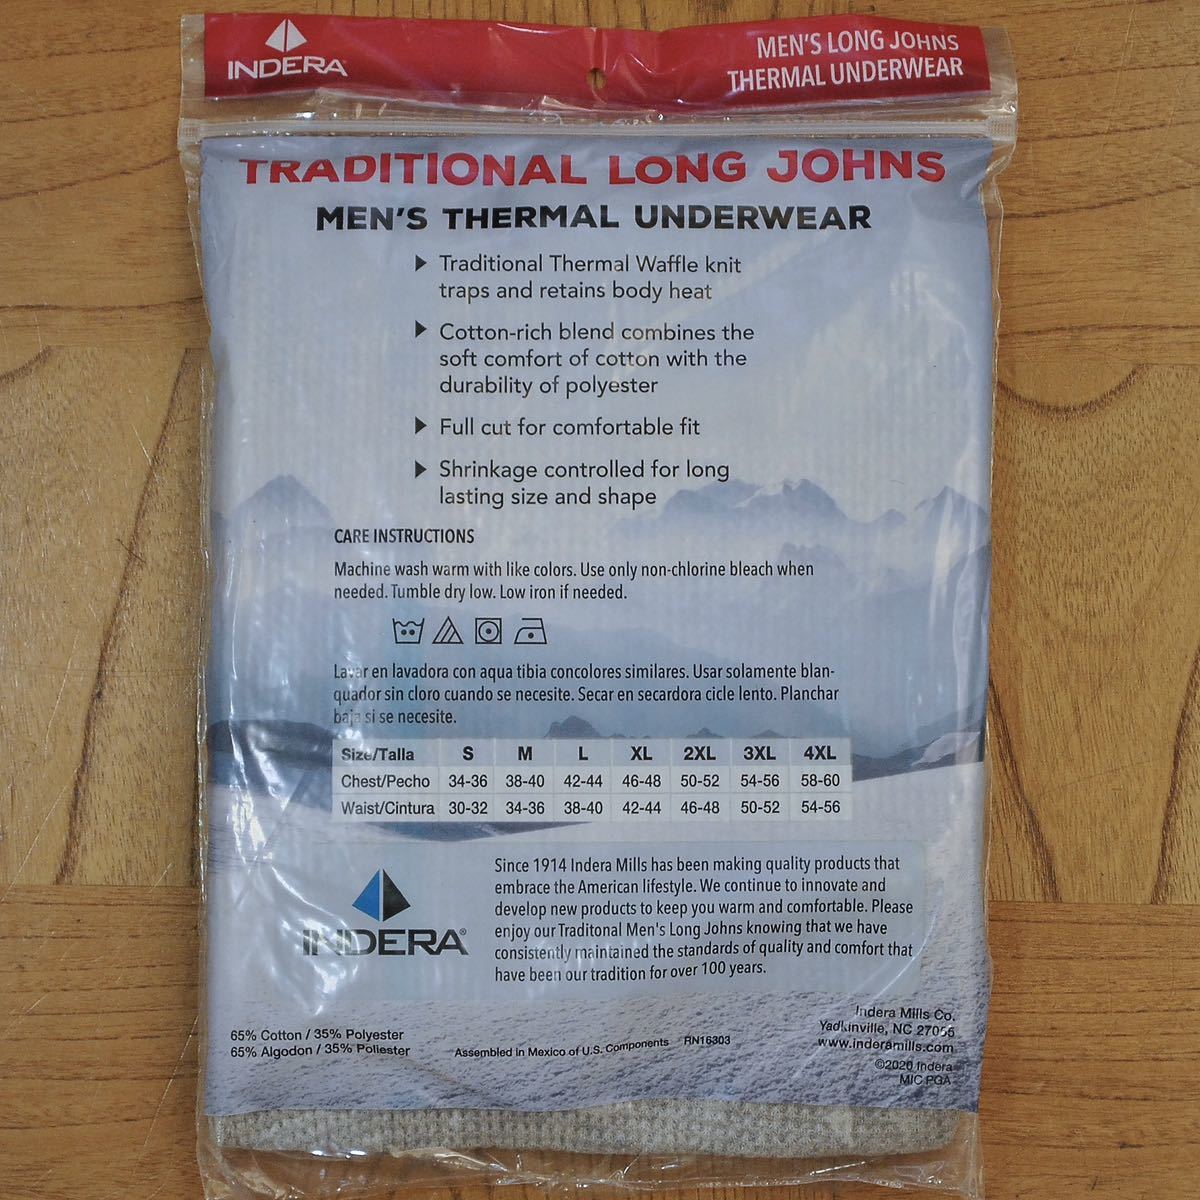 INDERA
MEN'S LONG JOHNS
THERMAL UNDERWEAR
TRADITIONAL LONG JOHNS
MEN'S THERMAL UNDERWEAR
Traditional Thermal Waffle knit
traps and retains body heat
Cotton-rich blend combines the
soft comfort of cotton with the
durability of polyester
Full cut for comfortable fit
Shrinkage controlled for long
lasting size and shape
CARE INSTRUCTIONS
Machine wash warm with like colors. Use only non-chlorine bleach when
needed. Tumble dry low. Low iron if needed.
Lavar en lavadora con aqua tibia concolores similares. Usar solamente blan-
quador sin cloro cuando se necesite. Secar en secardora cicle lento. Planchar
baja si se necesite.
Size/Talla S M L XL 2XL 3XL 4XL
Chest/Pecho 34-36 38-40 42-44 46-48 50-52 54-56 58-60
Waist/Cintura 30-32 34-36 38-40 42-44 46-48 50-52 54-56
INDERA®
Since 1914 Indera Mills has been making quality products that
embrace the American lifestyle. We continue to innovate and
develop new products to keep you warm and comfortable. Please
enjoy our Traditonal Men's Long Johns knowing that we have
consistently maintained the standards of quality and comfort that
have been our tradition for over 100 years.
65% Cotton / 35% Polyester
65% Algodon / 35% Poliester
Assembled in Mexico of U.S. Components RN16303
Indera Mills Co.
Yadkinville, NC 27055
www.inderamills.com
©2020 Indera
MIC PGA